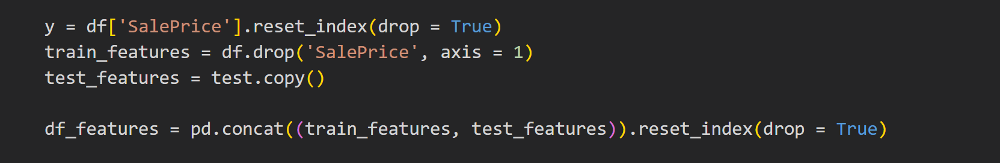 y = df['SalePrice'].reset_index(drop = True)
train_features = df.drop('SalePrice', axis = 1)
test_features = test.copy()
df_features = pd.concat((train_features, test_features)).reset_index(drop = True)